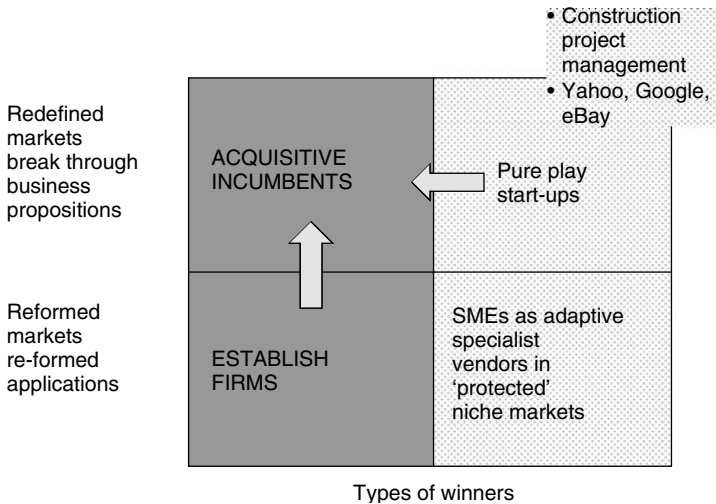 • Construction
project
management
• Yahoo, Google,
eBay
Redefined
markets
break through
business
propositions
ACQUISITIVE
INCUMBENTS
Pure play
start-ups
Reformed
markets
re-formed
applications
ESTABLISH
FIRMS
SMEs as adaptive
specialist
vendors in
‘protected’
niche markets
Types of winners